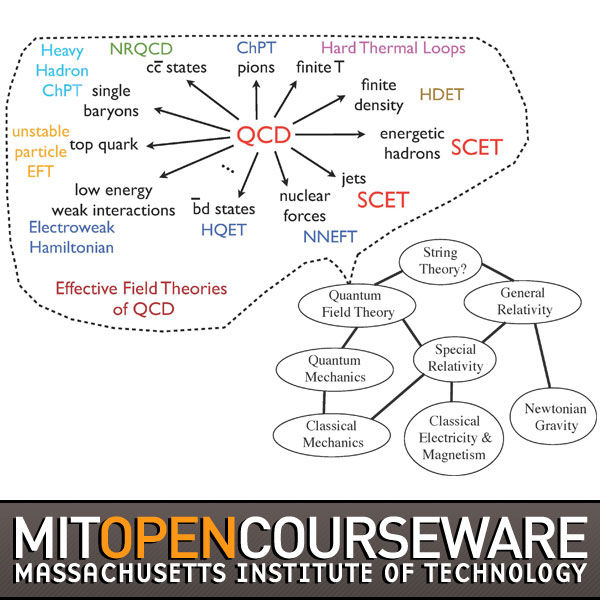 Heavy
Hadron
ChPT
NRQCD
cc̄ states
ChPT
pions
Hard Thermal Loops
finite T
single
baryons
finite
density
HDET
unstable
particle
EFT
top quark
QCD
energetic
hadrons
SCET
...
low energy
weak interactions
Electroweak
Hamiltonian
b̄d states
HQET
nuclear
forces
NNEFT
jets
SCET
Effective Field Theories
of QCD
String
Theory?
Quantum
Field Theory
General
Relativity
Quantum
Mechanics
Special
Relativity
Classical
Mechanics
Classical
Electricity &
Magnetism
Newtonian
Gravity
MITOPENCOURSEWARE
MASSACHUSETTS INSTITUTE OF TECHNOLOGY